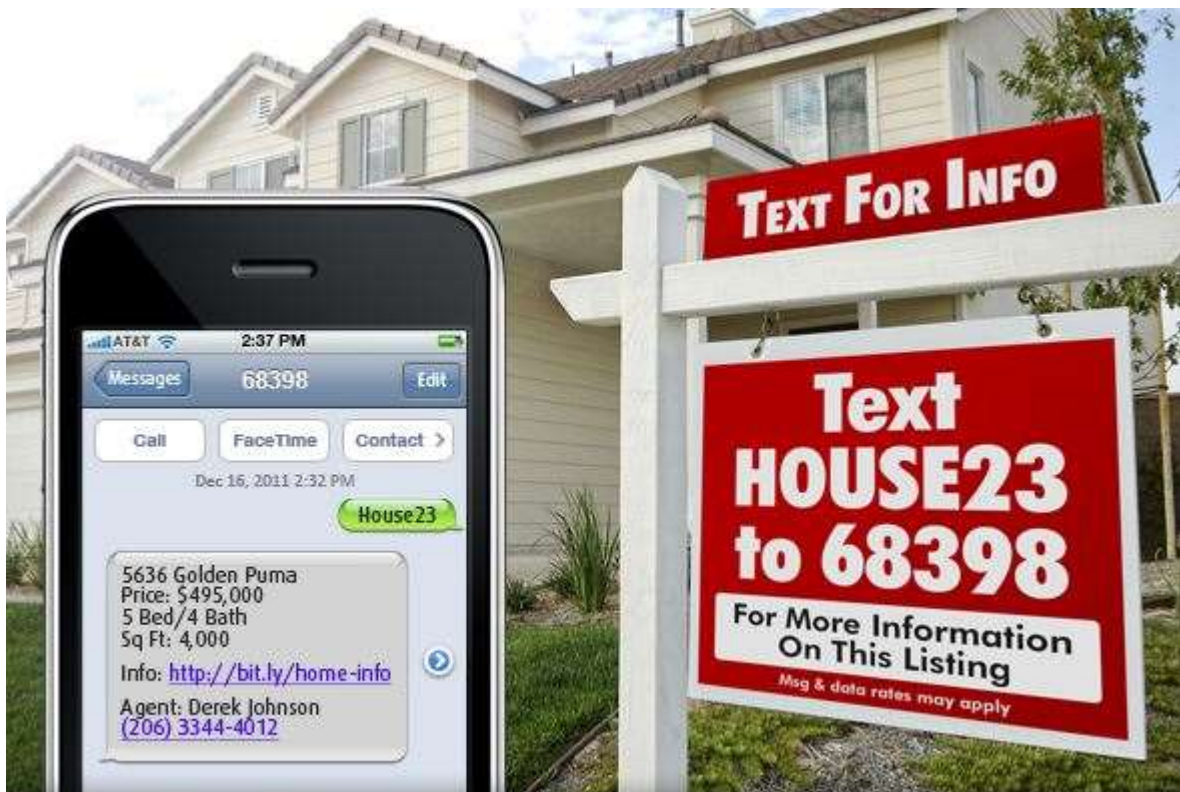 AT&T 2:37 PM
Messages 68398 Edit
Call FaceTime Contact
Dec 16, 2011 2:32 PM
House23
5636 Golden Puma
Price: $495,000
5 Bed/4 Bath
Sq Ft: 4,000
Info: http://bit.ly/home-info
Agent: Derek Johnson
(206) 3344-4012
TEXT FOR INFO
Text
HOUSE23
to 68398
For More Information
On This Listing
Msg & data rates may apply